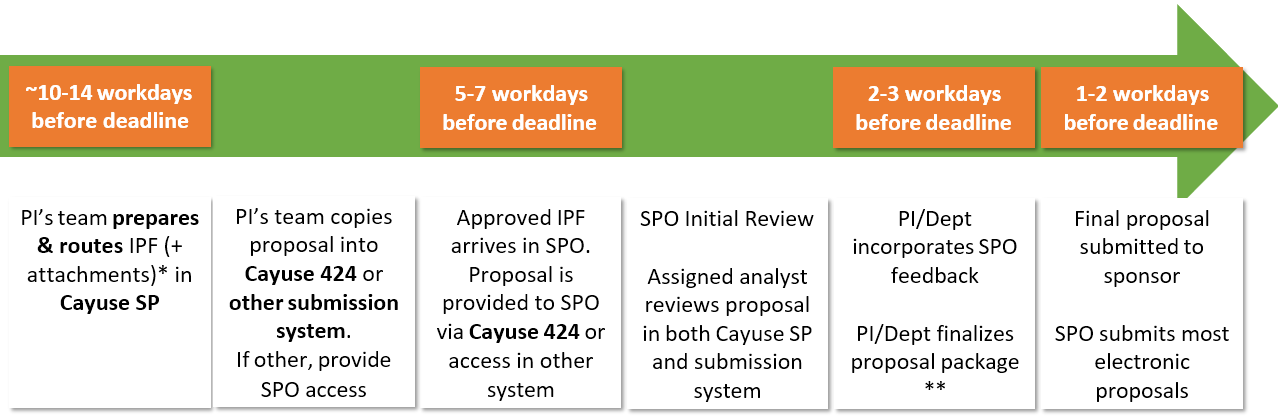 ~10-14 workdays
before deadline
5-7 workdays
before deadline
2-3 workdays
before deadline
1-2 workdays
before deadline
PI's team prepares
& routes IPF (+
attachments)* in
Cayuse SP
PI's team copies
proposal into
Cayuse 424 or
other submission
system.
If other, provide
SPO access
Approved IPF
arrives in SPO.
Proposal is
provided to SPO
via Cayuse 424 or
access in other
system
SPO Initial Review
Assigned analyst
reviews proposal
in both Cayuse SP
and submission
system
PI/Dept
incorporates SPO
feedback
PI/Dept finalizes
proposal package
**
Final proposal
submitted to
sponsor
SPO submits most
electronic
proposals